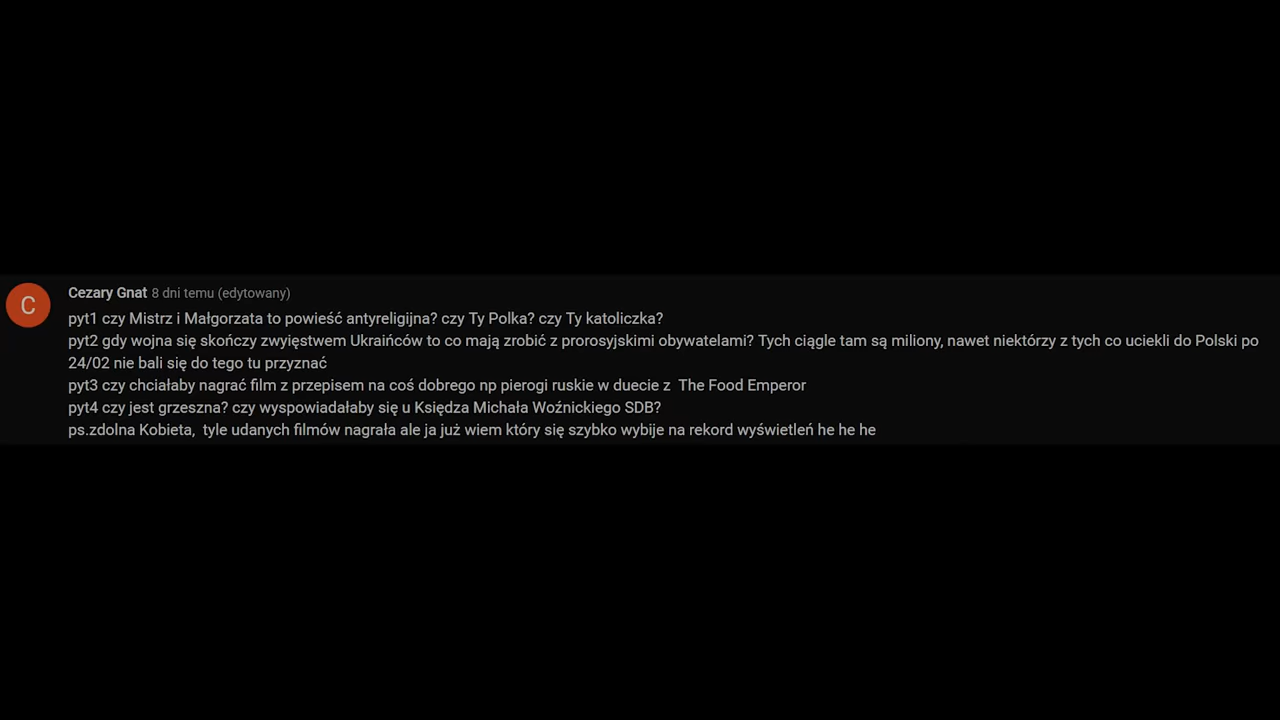 C
Cezary Gnat 8 dni temu (edytowany)
pyt1 czy Mistrz i Małgorzata to powieść antyreligijna? czy Ty Polka? czy Ty katoliczka?
pyt2 gdy wojna się skończy zwyięstwem Ukraińców to co mają zrobić z prorosyjskimi obywatelami? Tych ciągle tam są miliony, nawet niektórzy z tych co uciekli do Polski po
24/02 nie bali się do tego tu przyznać
pyt3 czy chciałaby nagrać film z przepisem na coś dobrego np pierogi ruskie w duecie z  The Food Emperor
pyt4 czy jest grzeszna? czy wyspowiadałaby się u Księdza Michała Woźnickiego SDB?
ps.zdolna Kobieta,  tyle udanych filmów nagrała ale ja już wiem który się szybko wybije na rekord wyświetleń he he he